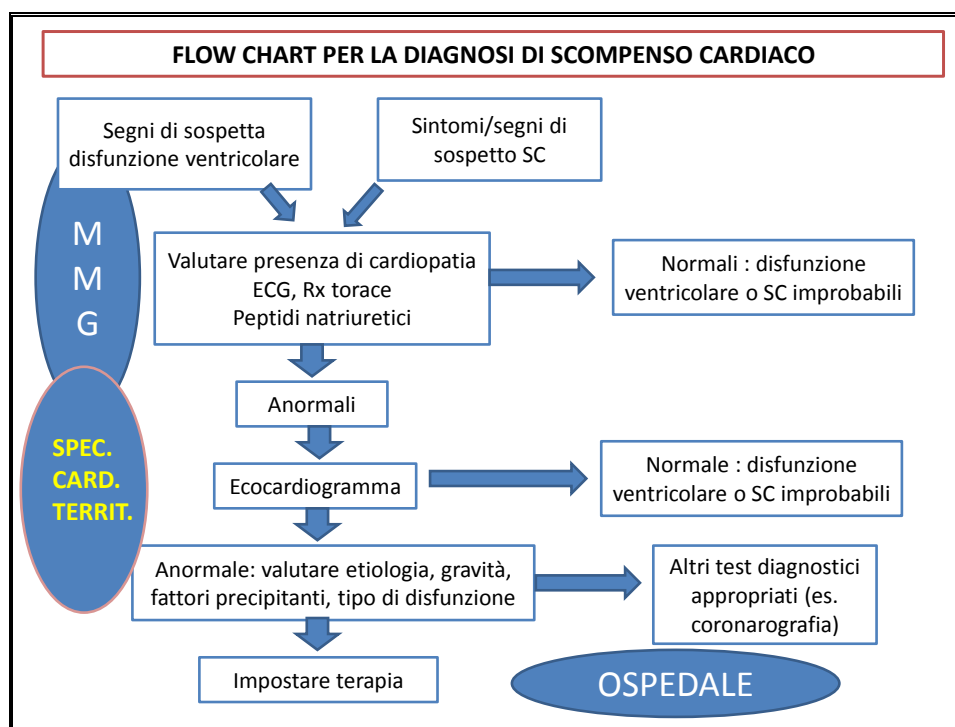 FLOW CHART PER LA DIAGNOSI DI SCOMPENSO CARDIACO
Segni di sospetta
disfunzione ventricolare
Sintomi/segni di
sospetto SC
M
M
G
Valutare presenza di cardiopatia
ECG, Rx torace
Peptidi natriuretici
Normali : disfunzione
ventricolare o SC improbabili
Anormali
SPEC.
CARD.
TERRIT.
Ecocardiogramma
Normale : disfunzione
ventricolare o SC improbabili
Anormale: valutare etiologia, gravità,
fattori precipitanti, tipo di disfunzione
Altri test diagnostici
appropriati (es.
coronarografia)
Impostare terapia
OSPEDALE